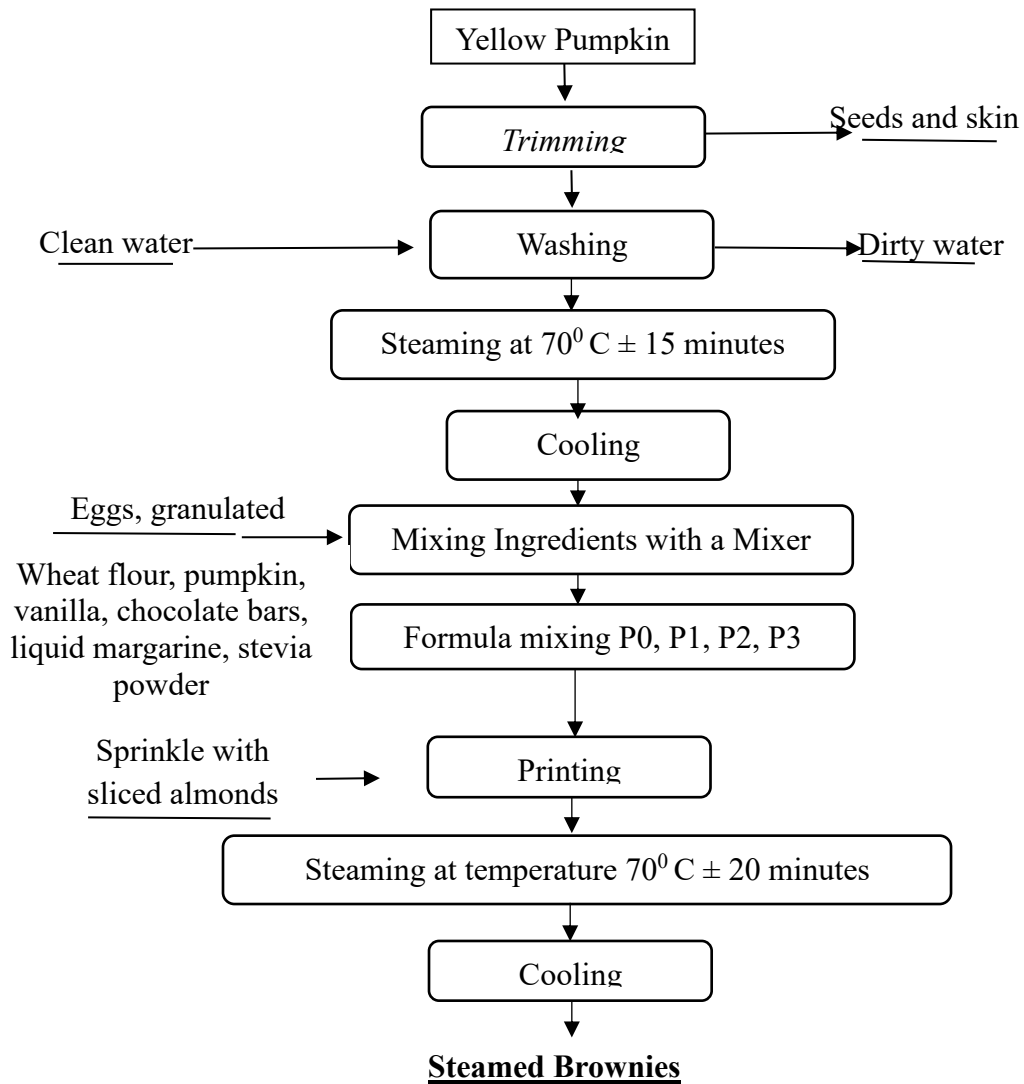 Yellow Pumpkin
Trimming
Seeds and skin
Clean water
Washing
Dirty water
Steaming at 70⁰ C ± 15 minutes
Cooling
Eggs, granulated
Mixing Ingredients with a Mixer
Wheat flour, pumpkin,
vanilla, chocolate bars,
liquid margarine, stevia
powder
Formula mixing P0, P1, P2, P3
Sprinkle with
sliced almonds
Printing
Steaming at temperature 70⁰ C ± 20 minutes
Cooling
Steamed Brownies